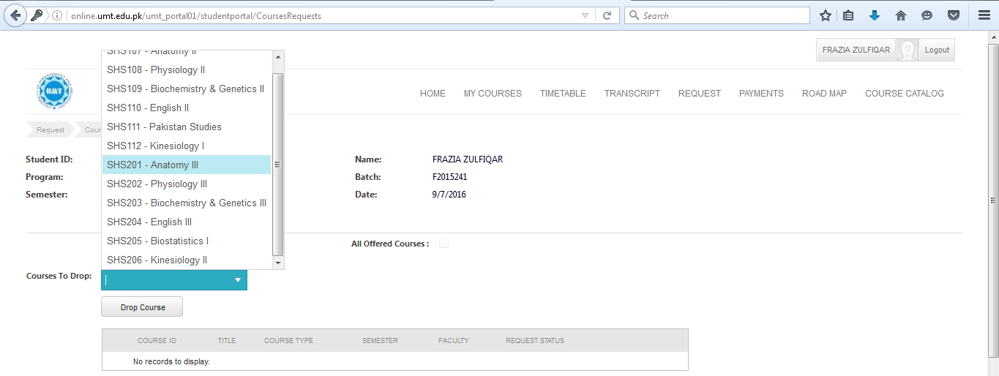 online.umt.edu.pk/umt_portal01/studentportal/CoursesRequests
Search
FRAZIA ZULFIQAR
Logout
UMT
HOME MY COURSES TIMETABLE TRANSCRIPT REQUEST PAYMENTS ROAD MAP COURSE CATALOG
Request
Cour
Student ID:
Program:
Semester:
SHS107 - Anatomy II
SHS108 - Physiology II
SHS109 - Biochemistry & Genetics II
SHS110 - English II
SHS111 - Pakistan Studies
SHS112 - Kinesiology I
SHS201 - Anatomy III
SHS202 - Physiology III
SHS203 - Biochemistry & Genetics III
SHS204 - English III
SHS205 - Biostatistics I
SHS206 - Kinesiology II
Name: FRAZIA ZULFIQAR
Batch: F2015241
Date: 9/7/2016
All Offered Courses :
Courses To Drop:
Drop Course
COURSE ID TITLE COURSE TYPE SEMESTER FACULTY REQUEST STATUS
No records to display.